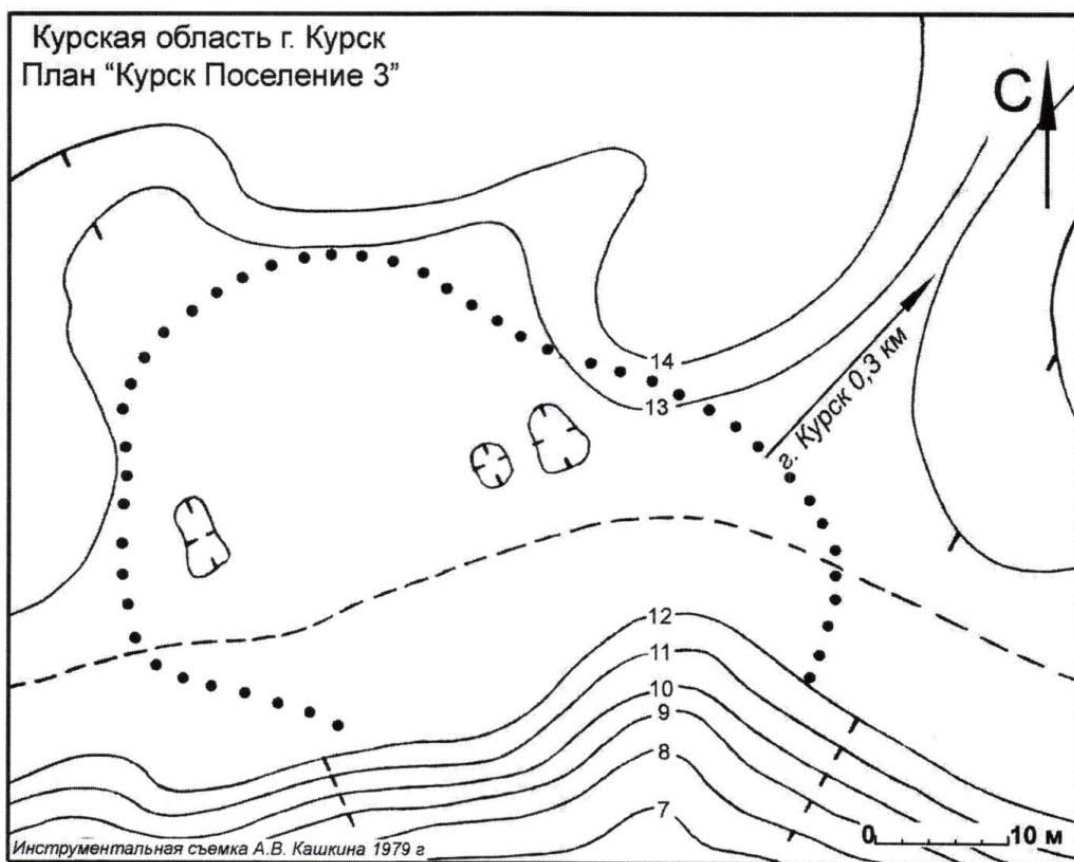 Курская область г. Курск
План “Курск Поселение 3”
С
14
13
г. Курск 0,3 км
12
11
10
9
8
7
0 10 м
Инструментальная съемка А.В. Кашкина 1979 г